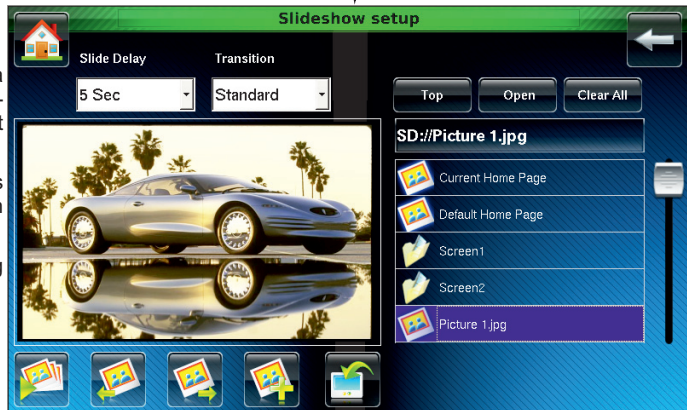 Slideshow setup
Slide Delay
Transition
5 Sec
Standard
Top
Open
Clear All
SD://Picture 1.jpg
Current Home Page
Default Home Page
Screen1
Screen2
Picture 1.jpg